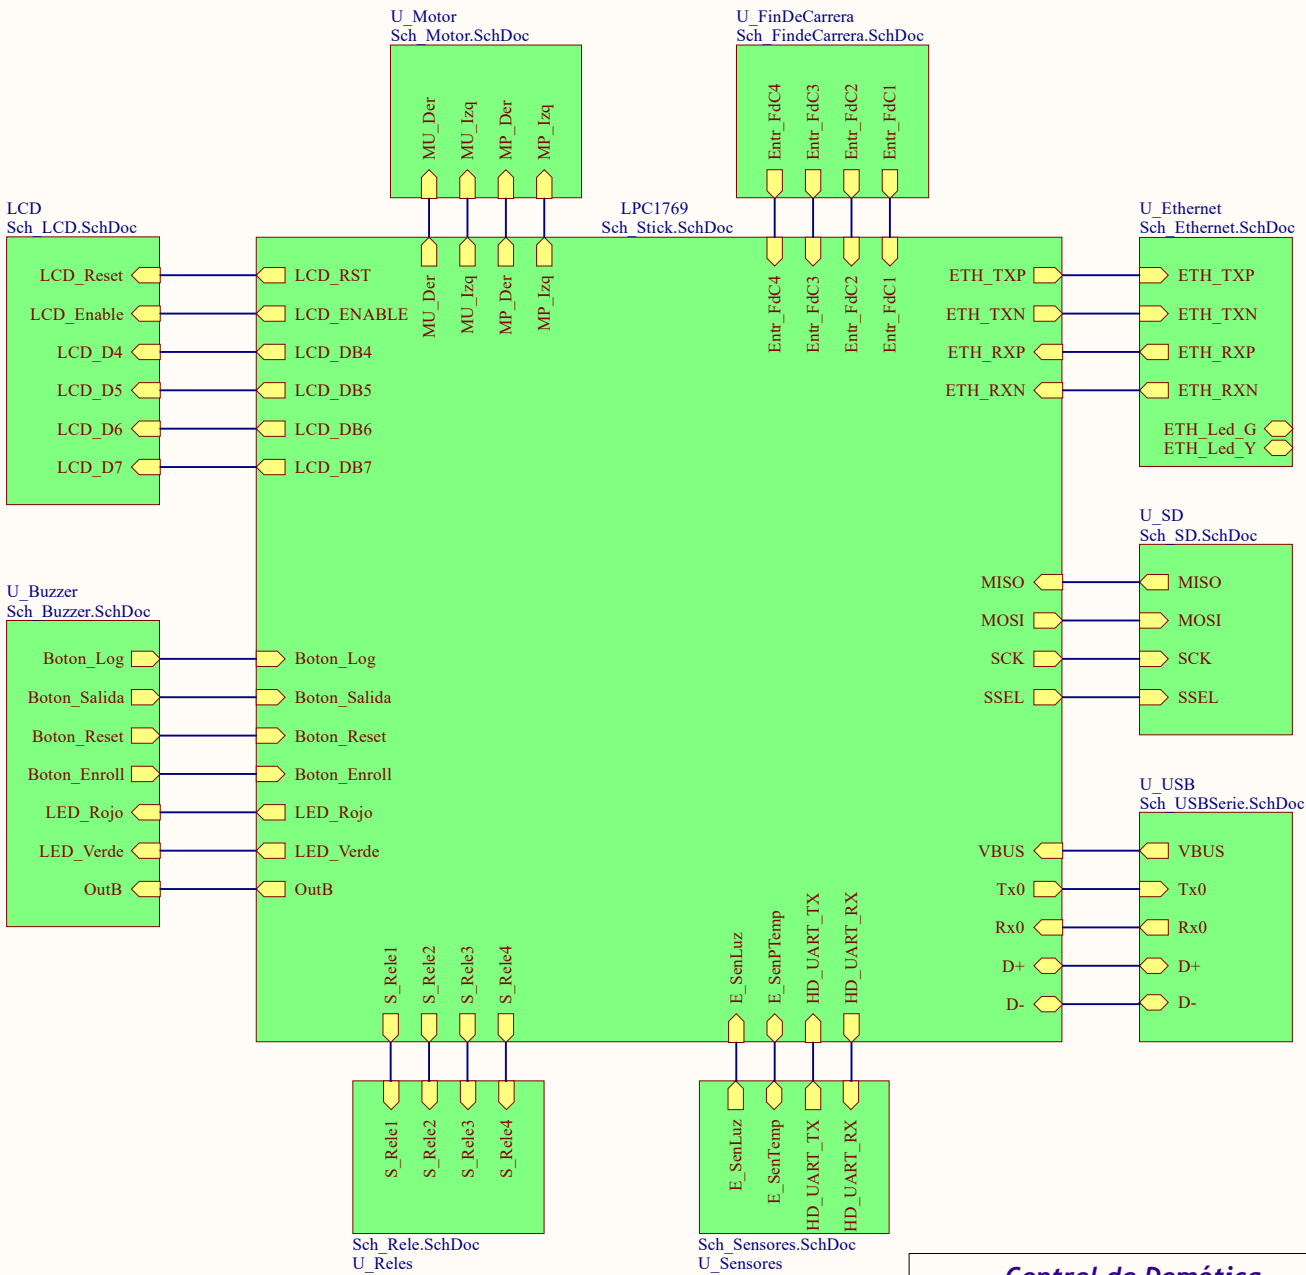 U_Motor
Sch_Motor.SchDoc
MU_Der
MU_Izq
MP_Der
MP_Izq
U_FinDeCarrera
Sch_FindeCarrera.SchDoc
Entr_FdC4
Entr_FdC3
Entr_FdC2
Entr_FdC1
LCD
Sch_LCD.SchDoc
LCD_Reset
LCD_Enable
LCD_D4
LCD_D5
LCD_D6
LCD_D7
LPC1769
Sch_Stick.SchDoc
LCD_RST
LCD_ENABLE
LCD_DB4
LCD_DB5
LCD_DB6
LCD_DB7
MU_Der
MU_Izq
MP_Der
MP_Izq
Entr_FdC4
Entr_FdC3
Entr_FdC2
Entr_FdC1
ETH_TXP
ETH_TXN
ETH_RXP
ETH_RXN
U_Ethernet
Sch_Ethernet.SchDoc
ETH_TXP
ETH_TXN
ETH_RXP
ETH_RXN
ETH_Led_G
ETH_Led_Y
U_SD
Sch_SD.SchDoc
MISO
MOSI
SCK
SSEL
MISO
MOSI
SCK
SSEL
U_Buzzer
Sch_Buzzer.SchDoc
Boton_Log
Boton_Salida
Boton_Reset
Boton_Enroll
LED_Rojo
LED_Verde
OutB
Boton_Log
Boton_Salida
Boton_Reset
Boton_Enroll
LED_Rojo
LED_Verde
OutB
U_USB
Sch_USBSerie.SchDoc
VBUS
Tx0
Rx0
D+
D-
VBUS
Tx0
Rx0
D+
D-
S_Rele1
S_Rele2
S_Rele3
S_Rele4
E_SenLuz
E_SenPTemp
HD_UART_TX
HD_UART_RX
S_Rele1
S_Rele2
S_Rele3
S_Rele4
Sch_Rele.SchDoc
U_Reles
E_SenLuz
E_SenTemp
HD_UART_TX
HD_UART_RX
Sch_Sensores.SchDoc
U_Sensores
Control de Domótica